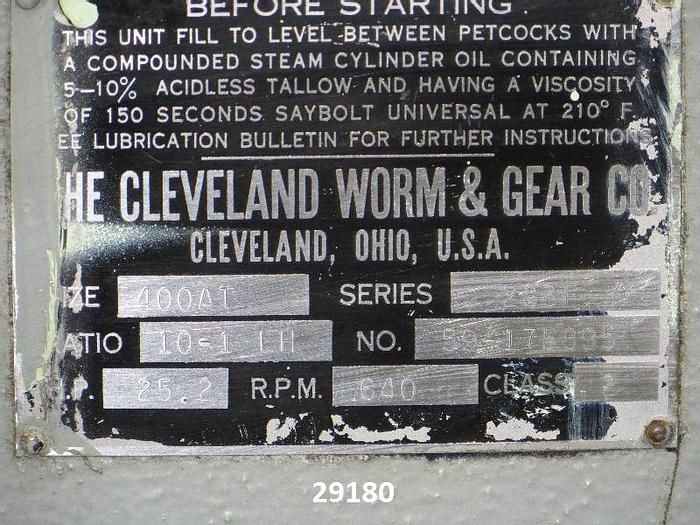 BEFORE STARTING
THIS UNIT FILL TO LEVEL BETWEEN PETCOCKS WITH
A COMPOUNDED STEAM CYLINDER OIL CONTAINING
5-10% ACIDLESS TALLOW AND HAVING A VISCOSITY
OF 150 SECONDS SAYBOLT UNIVERSAL AT 210° F
EE LUBRICATION BULLETIN FOR FURTHER INSTRUCTIONS
HE CLEVELAND WORM & GEAR CO
CLEVELAND, OHIO, U.S.A.
ZE 400AT SERIES
ATIO 10-1 LH NO.
.P. 25.2 R.P.M. 640 CLASS 2
29180